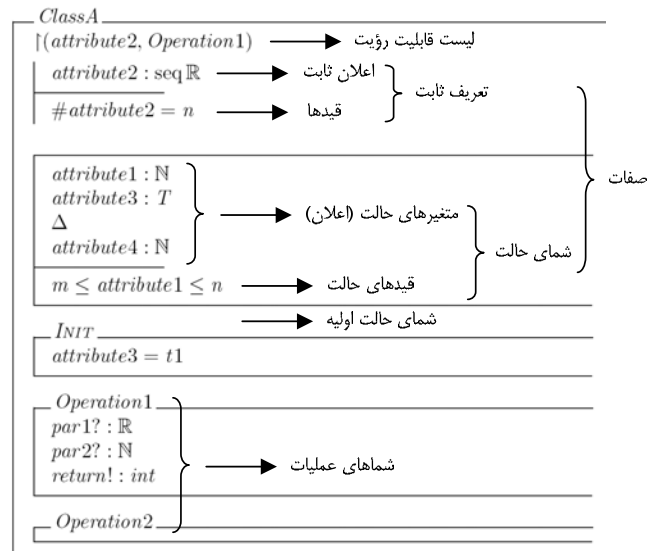 ClassA
↾(attribute2, Operation1) لیست قابلیت رؤیت
attribute2 : seq ℝ اعلان ثابت
تعریف ثابت
#attribute2 = n قیدها
صفات
attribute1 : ℕ
attribute3 : T
متغیرهای حالت (اعلان)
Δ
attribute4 : ℕ
شمای حالت
m ≤ attribute1 ≤ n قیدهای حالت
شمای حالت اولیه
INIT
attribute3 = t1
Operation1
par1? : ℝ
par2? : ℕ
شماهای عملیات
return! : int
Operation2